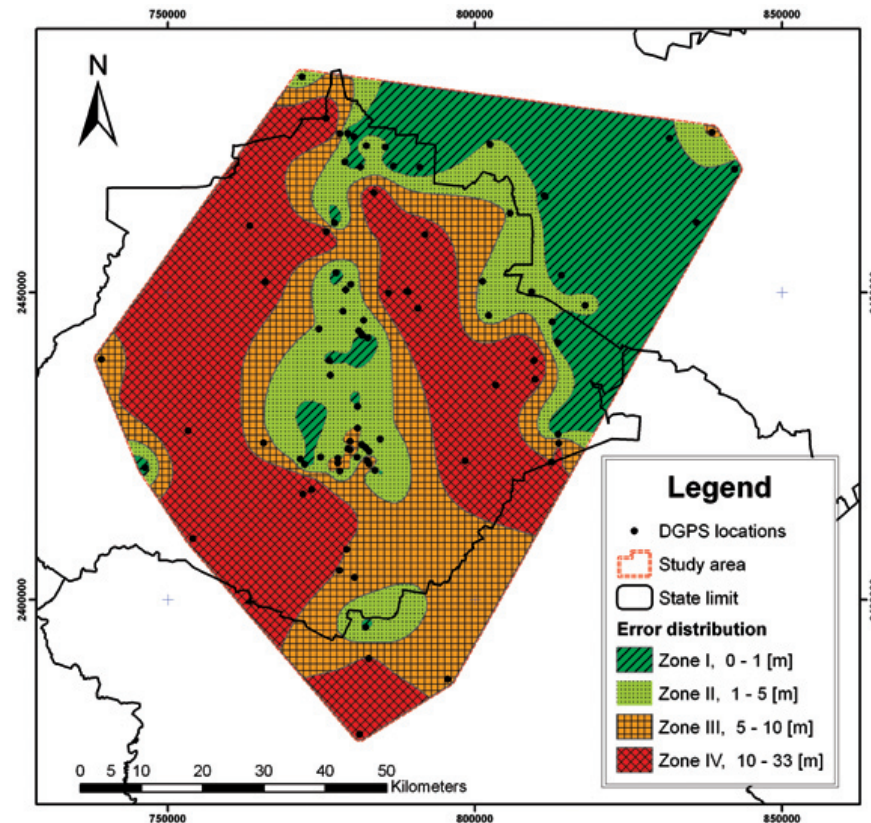 750000 800000 850000
N
2450000
2400000
Legend
DGPS locations
Study area
State limit
Error distribution
Zone I, 0 - 1 [m]
Zone II, 1 - 5 [m]
Zone III, 5 - 10 [m]
Zone IV, 10 - 33 [m]
0 5 10 20 30 40 50
Kilometers
750000 800000 850000